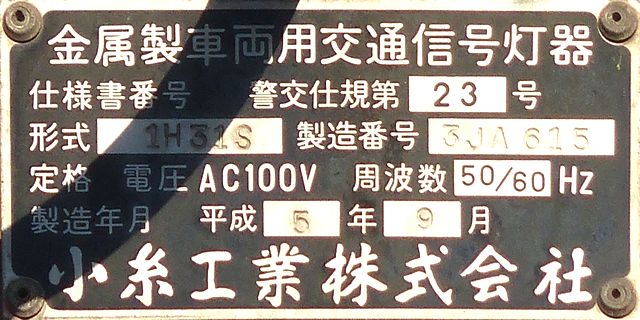 金属製車両用交通信号灯器
仕様書番号 警交仕規第 23 号
形式 1H31S 製造番号 3JA615
定格 電圧 AC100V 周波数 50/60 Hz
製造年月 平成 5 年 9 月
小糸工業株式会社